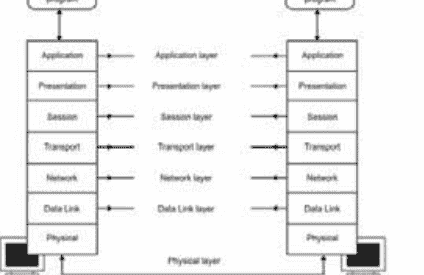 program program
Application Application layer Application
Presentation Presentation layer Presentation
Session Session layer Session
Transport Transport layer Transport
Network Network layer Network
Data Link Data Link layer Data Link
Physical Physical
Physical layer